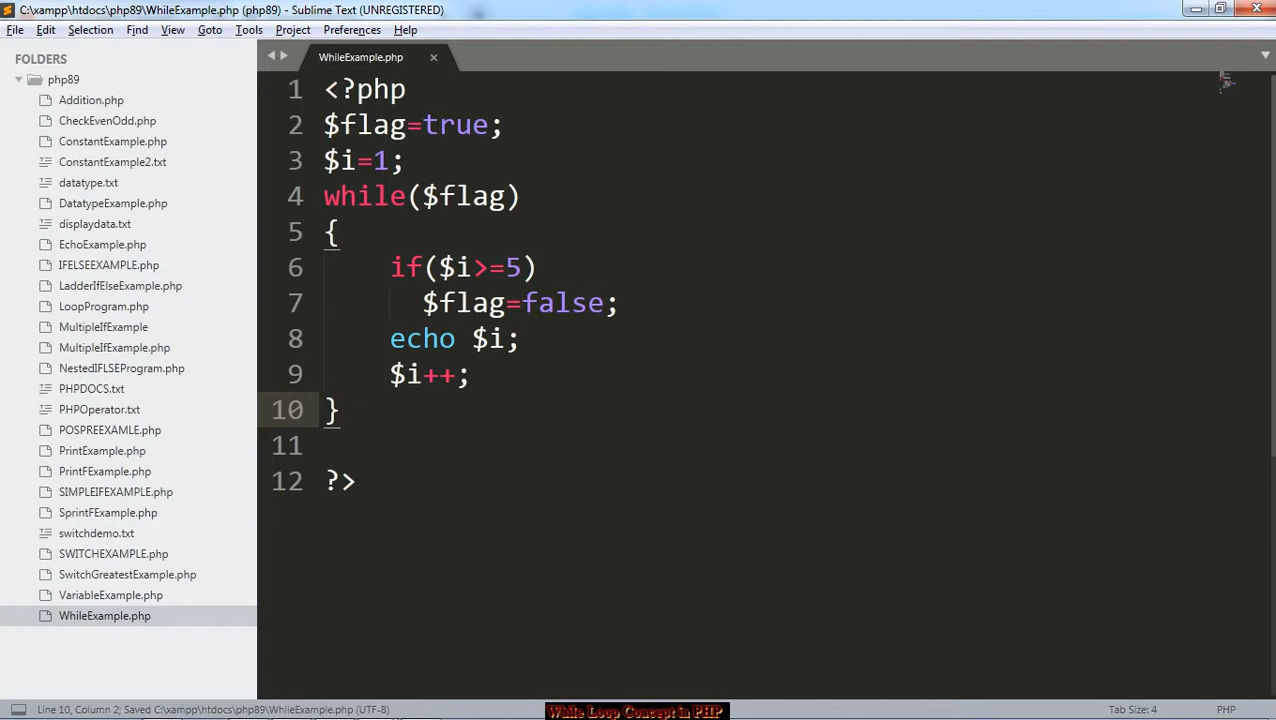 C:\xampp\htdocs\php89\WhileExample.php (php89) - Sublime Text (UNREGISTERED)
File Edit Selection Find View Goto Tools Project Preferences Help
FOLDERS
php89
Addition.php
CheckEvenOdd.php
ConstantExample.php
ConstantExample2.txt
datatype.txt
DatatypeExample.php
displaydata.txt
EchoExample.php
IFELSEEXAMPLE.php
LadderIfElseExample.php
LoopProgram.php
MultipleIfExample
MultipleIfExample.php
NestedIFLSEProgram.php
PHPDOCS.txt
PHPOperator.txt
POSPREEXAMLE.php
PrintExample.php
PrintFExample.php
SIMPLEIFEXAMPLE.php
SprintFExample.php
switchdemo.txt
SWITCHEXAMPLE.php
SwitchGreatestExample.php
VariableExample.php
WhileExample.php
WhileExample.php ×
1 <?php
2 $flag=true;
3 $i=1;
4 while($flag)
5 {
6 if($i>=5)
7 $flag=false;
8 echo $i;
9 $i++;
10 }
11
12 ?>
Line 10, Column 2; Saved C:\xampp\htdocs\php89\WhileExample.php (UTF-8)
While Loop Concept in PHP
Tab Size: 4 PHP